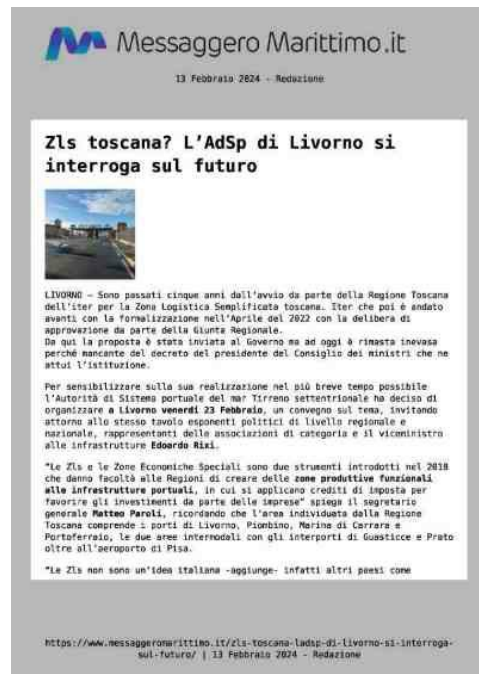 Messaggero Marittimo.it
13 Febbraio 2024 - Redazione
Zls toscana? L'AdSp di Livorno si
interroga sul futuro
LIVORNO – Sono passati cinque anni dall'avvio da parte della Regione Toscana
dell'iter per la Zona Logistica Semplificata toscana. Iter che poi è andato
avanti con la formalizzazione nell'Aprile del 2022 con la delibera di
approvazione da parte della Giunta Regionale.
Da qui la proposta è stata inviata al Governo ma ad oggi è rimasta inevasa
perché mancante del decreto del presidente del Consiglio dei ministri che ne
attui l'istituzione.
Per sensibilizzare sulla sua realizzazione nel più breve tempo possibile
l'Autorità di Sistema portuale del mar Tirreno settentrionale ha deciso di
organizzare a Livorno venerdì 23 Febbraio, un convegno sul tema, invitando
attorno allo stesso tavolo esponenti politici di livello regionale e
nazionale, rappresentanti delle associazioni di categoria e il viceministro
alle infrastrutture Edoardo Rixi.
"Le Zls e le Zone Economiche Speciali sono due strumenti introdotti nel 2018
che danno facoltà alle Regioni di creare delle zone produttive funzionali
alle infrastrutture portuali, in cui si applicano crediti di imposta per
favorire gli investimenti da parte delle imprese" spiega il segretario
generale Matteo Paroli, ricordando che l'area individuata dalla Regione
Toscana comprende i porti di Livorno, Piombino, Marina di Carrara e
Portoferraio, le due aree intermodali con gli interporti di Guasticce e Prato
oltre all'aeroporto di Pisa.
"Le Zls non sono un'idea italiana -aggiunge- infatti altri paesi come
https://www.messaggeromarittimo.it/zls-toscana-ladsp-di-livorno-si-interroga-
sul-futuro/ | 13 Febbraio 2024 - Redazione